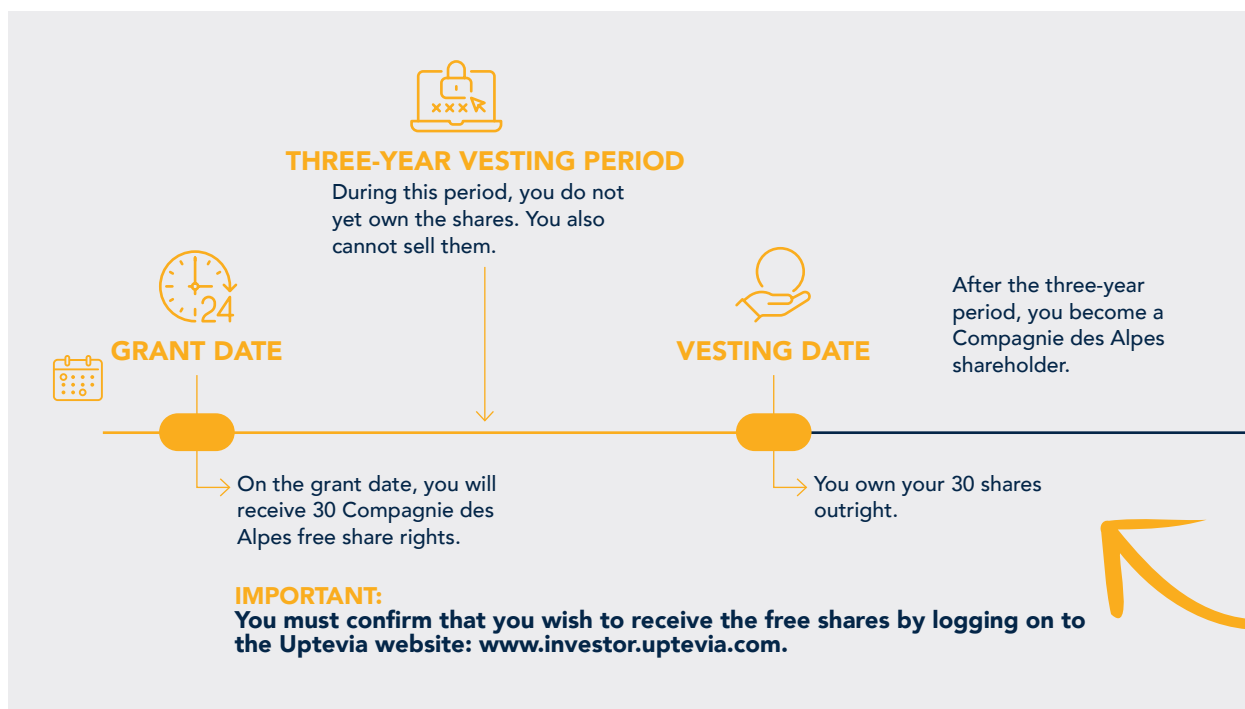 THREE-YEAR VESTING PERIOD
During this period, you do not
yet own the shares. You also
cannot sell them.
24
GRANT DATE
VESTING DATE
After the three-year
period, you become a
Compagnie des Alpes
shareholder.
On the grant date, you will
receive 30 Compagnie des
Alpes free share rights.
You own your 30 shares
outright.
IMPORTANT:
You must confirm that you wish to receive the free shares by logging on to
the Uptevia website: www.investor.uptevia.com.